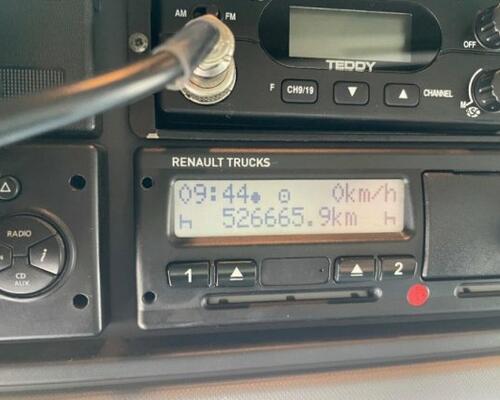 AM FM
OFF
TEDDY
F CH9/19 ▼ ▲ CHANNEL M
RENAULT TRUCKS
09:44 0km/h
526665.9km
1 2
RADIO
i
CD
AUX